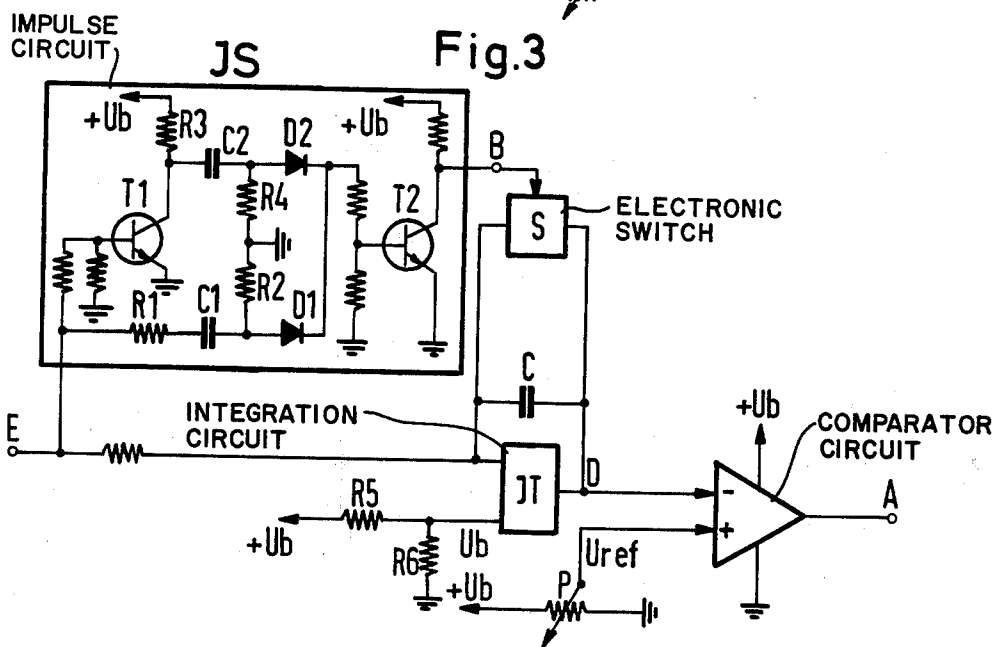 IMPULSE
CIRCUIT
JS
Fig.3
+Ub
R3
C2
D2
+Ub
B
T1
R4
T2
S
ELECTRONIC
SWITCH
R1
C1
R2
D1
C
E
INTEGRATION
CIRCUIT
+Ub
COMPARATOR
CIRCUIT
JT
D
-
+
A
R5
+Ub
R6
Ub
Uref
+Ub
P